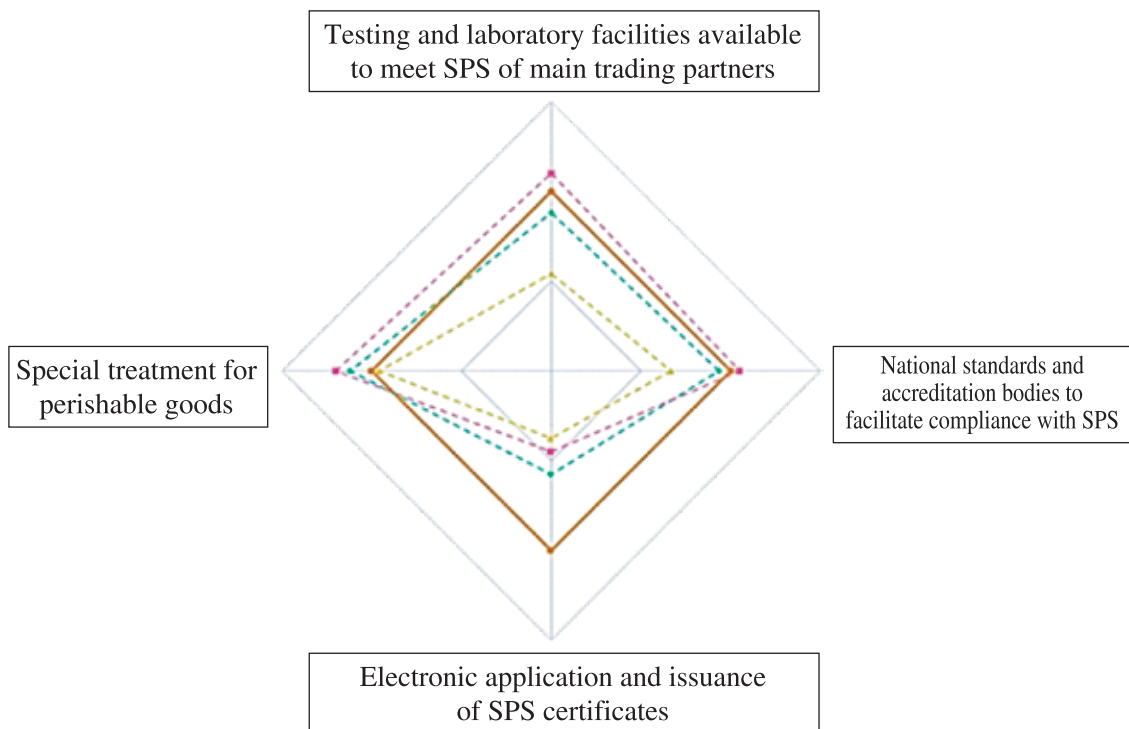 Testing and laboratory facilities available
to meet SPS of main trading partners
Special treatment for
perishable goods
National standards and
accreditation bodies to
facilitate compliance with SPS
Electronic application and issuance
of SPS certificates